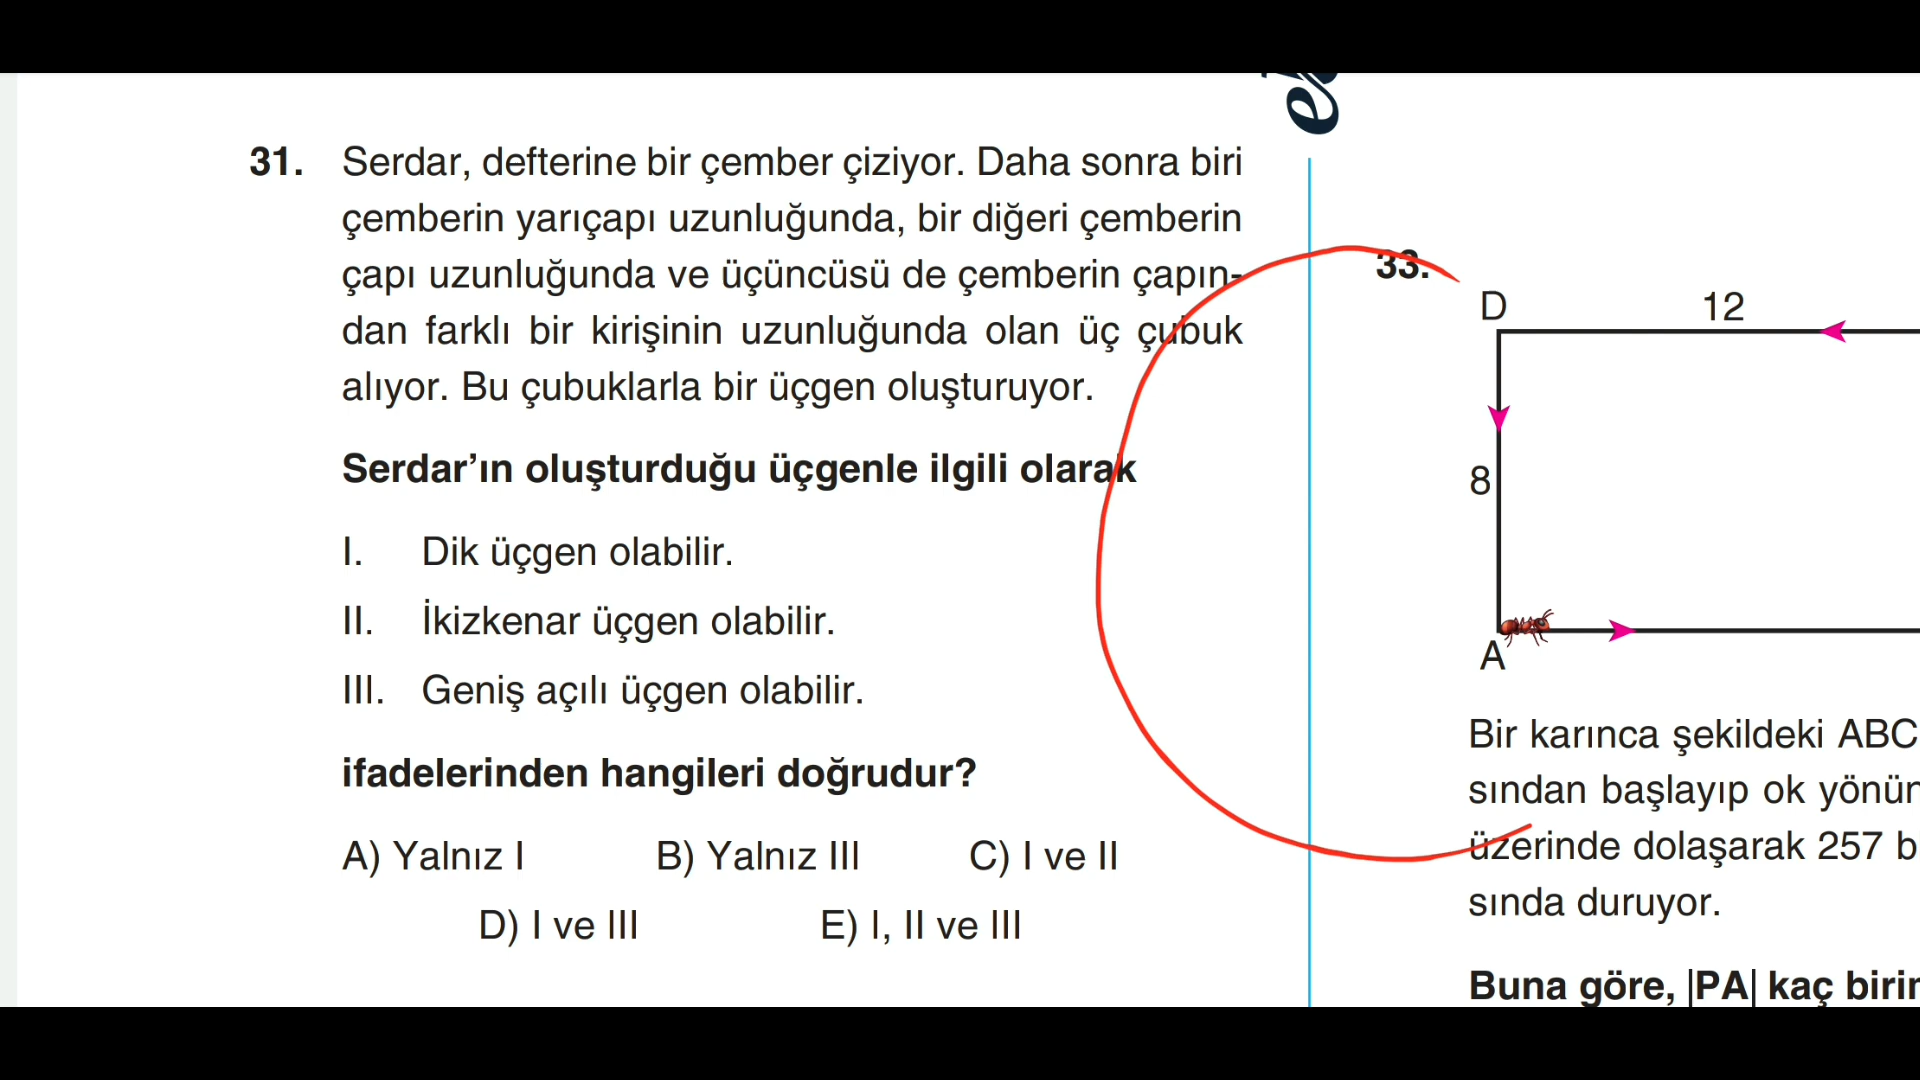 31. Serdar, defterine bir çember çiziyor. Daha sonra biri
çemberin yarıçapı uzunluğunda, bir diğeri çemberin
çapı uzunluğunda ve üçüncüsü de çemberin çapın-
dan farklı bir kirişinin uzunluğunda olan üç çubuk
alıyor. Bu çubuklarla bir üçgen oluşturuyor.
Serdar'ın oluşturduğu üçgenle ilgili olarak
I. Dik üçgen olabilir.
II. İkizkenar üçgen olabilir.
III. Geniş açılı üçgen olabilir.
ifadelerinden hangileri doğrudur?
A) Yalnız I B) Yalnız III C) I ve II
D) I ve III E) I, II ve III
33.
D 12
8
A
Bir karınca şekildeki ABC
sından başlayıp ok yönün
üzerinde dolaşarak 257 b
sında duruyor.
Buna göre, |PA| kaç birim